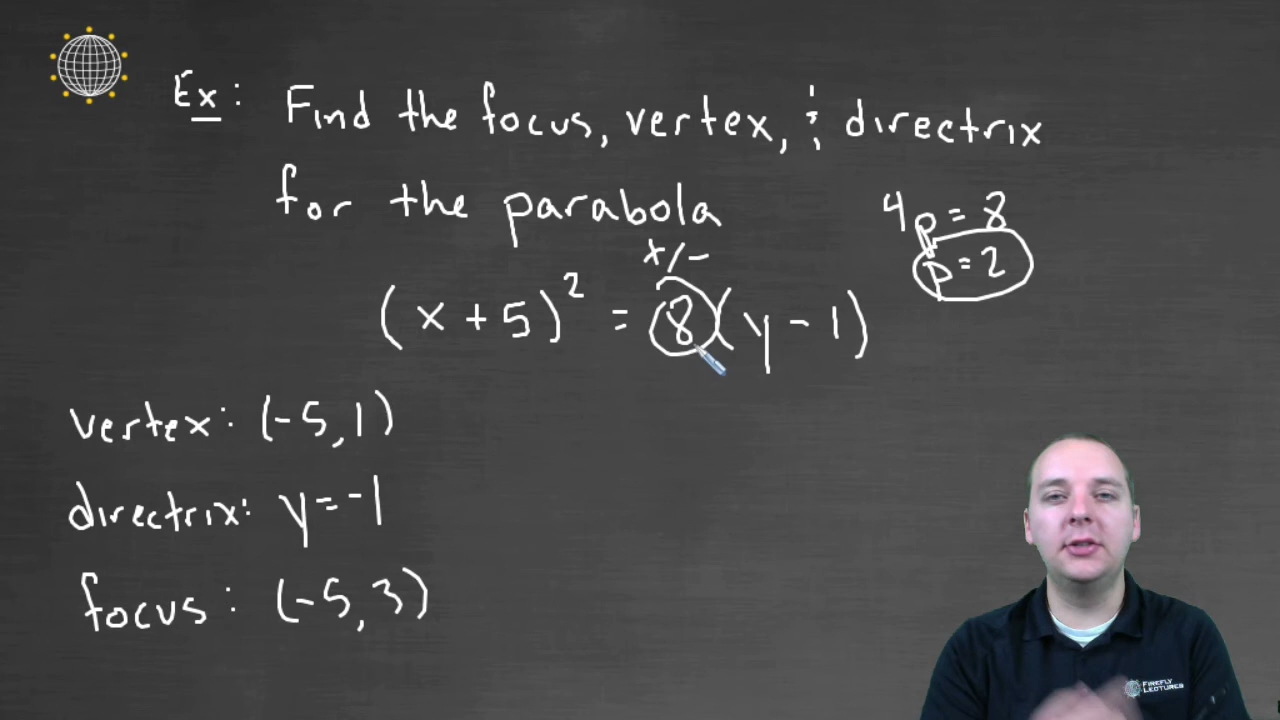 Ex: Find the focus, vertex, & directrix
for the parabola
4p = 8
p = 2
+/-
(x + 5)² = 8(y - 1)
vertex: (-5, 1)
directrix: y = -1
focus: (-5, 3)
FIREFLY
LECTURES